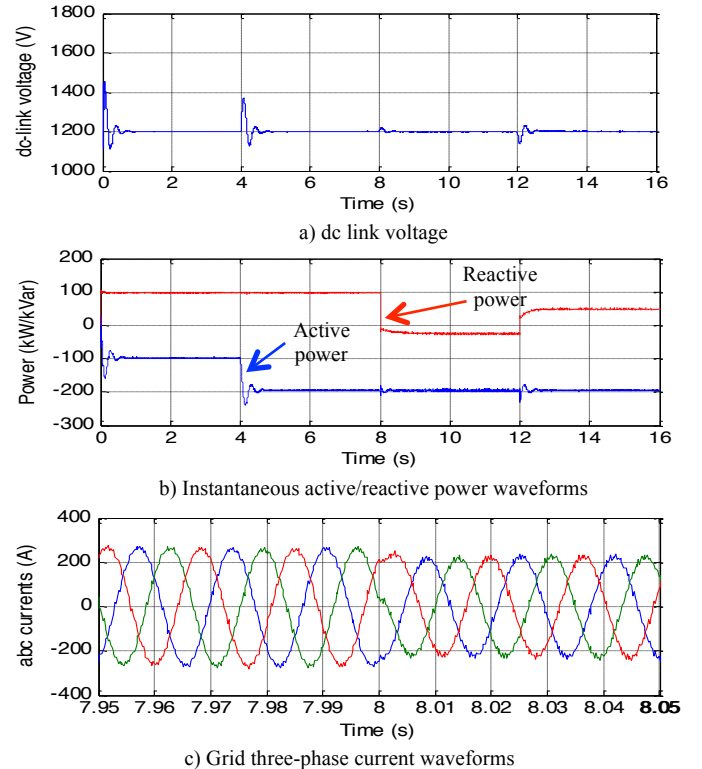 1800
1600
1400
1200
1000
dc-link voltage (V)
0 2 4 6 8 10 12 14 16
Time (s)
a) dc link voltage
200
100
0
-100
-200
-300
Power (kW/kVar)
Reactive
power
Active
power
0 2 4 6 8 10 12 14 16
Time (s)
b) Instantaneous active/reactive power waveforms
400
200
0
-200
-400
abc currents (A)
7.95 7.96 7.97 7.98 7.99 8 8.01 8.02 8.03 8.04 8.05
Time (s)
c) Grid three-phase current waveforms